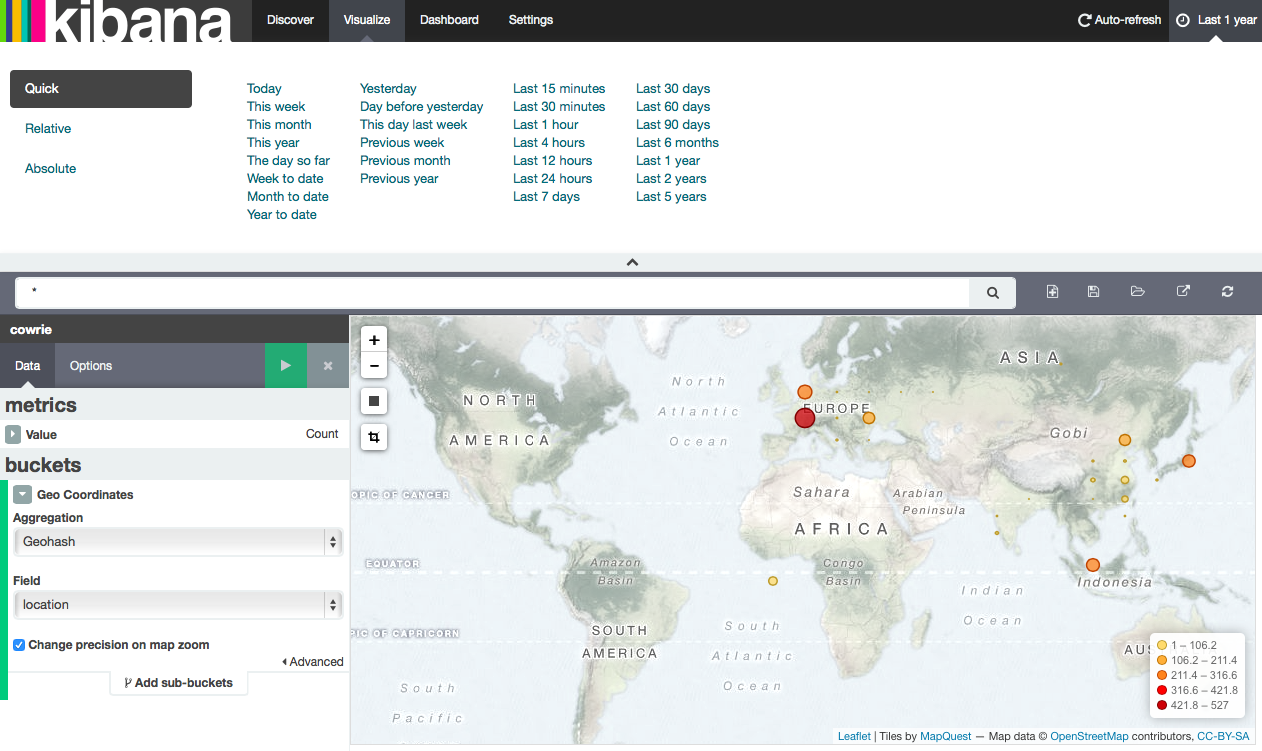 kibana Discover Visualize Dashboard Settings Auto-refresh Last 1 year
Quick
Relative
Absolute
Today
This week
This month
This year
The day so far
Week to date
Month to date
Year to date
Yesterday
Day before yesterday
This day last week
Previous week
Previous month
Previous year
Last 15 minutes
Last 30 minutes
Last 1 hour
Last 4 hours
Last 12 hours
Last 24 hours
Last 7 days
Last 30 days
Last 60 days
Last 90 days
Last 6 months
Last 1 year
Last 2 years
Last 5 years
*
cowrie
Data Options
metrics
Value Count
buckets
Geo Coordinates
Aggregation
Geohash
Field
location
Change precision on map zoom
Advanced
Add sub-buckets
+
−
NORTH
AMERICA
North
Atlantic
Ocean
EUROPE
ASIA
Gobi
OPIC OF CANCER
Sahara
Arabian
Peninsula
AFRICA
EQUATOR
Amazon
Basin
Congo
Basin
Indonesia
Indian
Ocean
PIC OF CAPRICORN
SOUTH
AMERICA
South
Atlantic
Ocean
South
Pacific
AUS
1 – 106.2
106.2 – 211.4
211.4 – 316.6
316.6 – 421.8
421.8 – 527
Leaflet | Tiles by MapQuest — Map data © OpenStreetMap contributors, CC-BY-SA